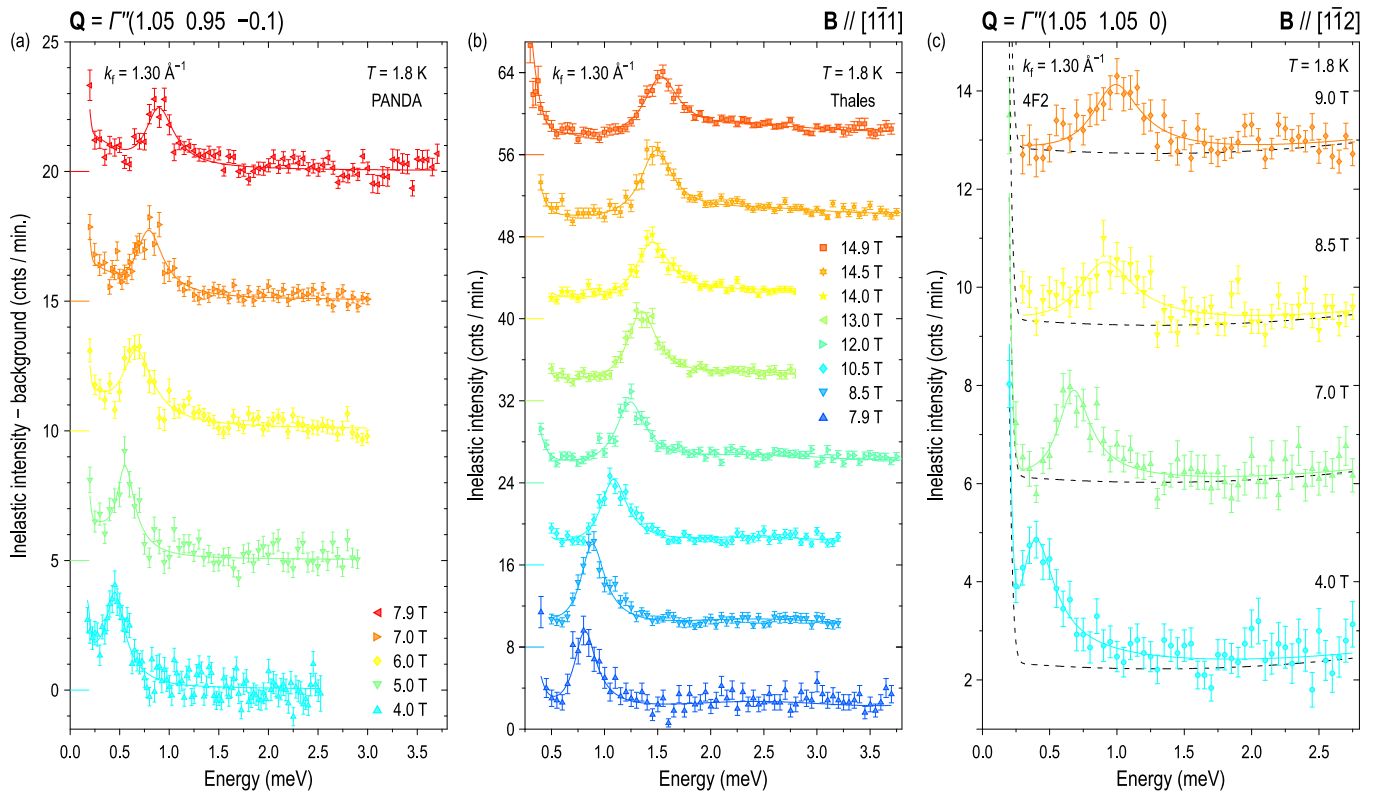 Q = Γ″(1.05 0.95 −0.1)
B // [11̄1]
Q = Γ″(1.05 1.05 0)
B // [11̄2]
(a)
kf = 1.30 Å−1
T = 1.8 K
PANDA
7.9 T
7.0 T
6.0 T
5.0 T
4.0 T
25
20
15
10
5
0
0.0 0.5 1.0 1.5 2.0 2.5 3.0 3.5
Inelastic intensity − background (cnts / min.)
Energy (meV)
(b)
kf = 1.30 Å−1
T = 1.8 K
Thales
14.9 T
14.5 T
14.0 T
13.0 T
12.0 T
10.5 T
8.5 T
7.9 T
64
56
48
40
32
24
16
8
0
0.5 1.0 1.5 2.0 2.5 3.0 3.5
Inelastic intensity (cnts / min.)
Energy (meV)
(c)
kf = 1.30 Å−1
T = 1.8 K
4F2
9.0 T
8.5 T
7.0 T
4.0 T
14
12
10
8
6
4
2
0.0 0.5 1.0 1.5 2.0 2.5
Inelastic intensity (cnts / min.)
Energy (meV)